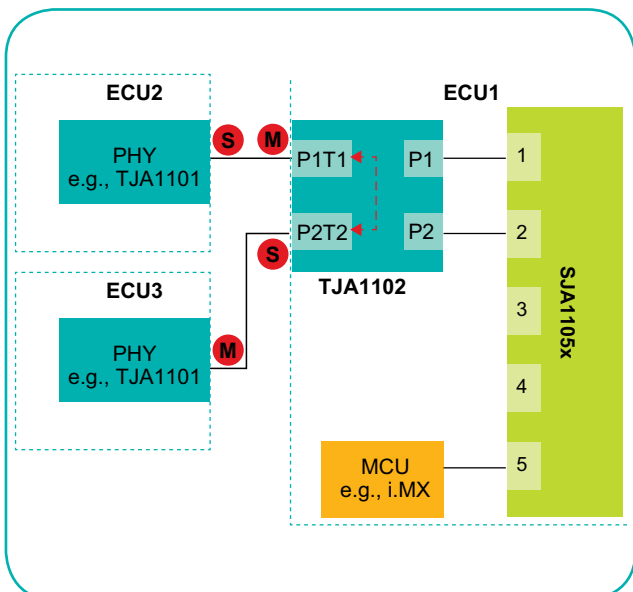 ECU2
ECU1
PHY
e.g., TJA1101
S
M
P1T1
P1
1
P2T2
P2
2
S
TJA1102
ECU3
SJA1105x
3
PHY
e.g., TJA1101
M
4
MCU
e.g., i.MX
5